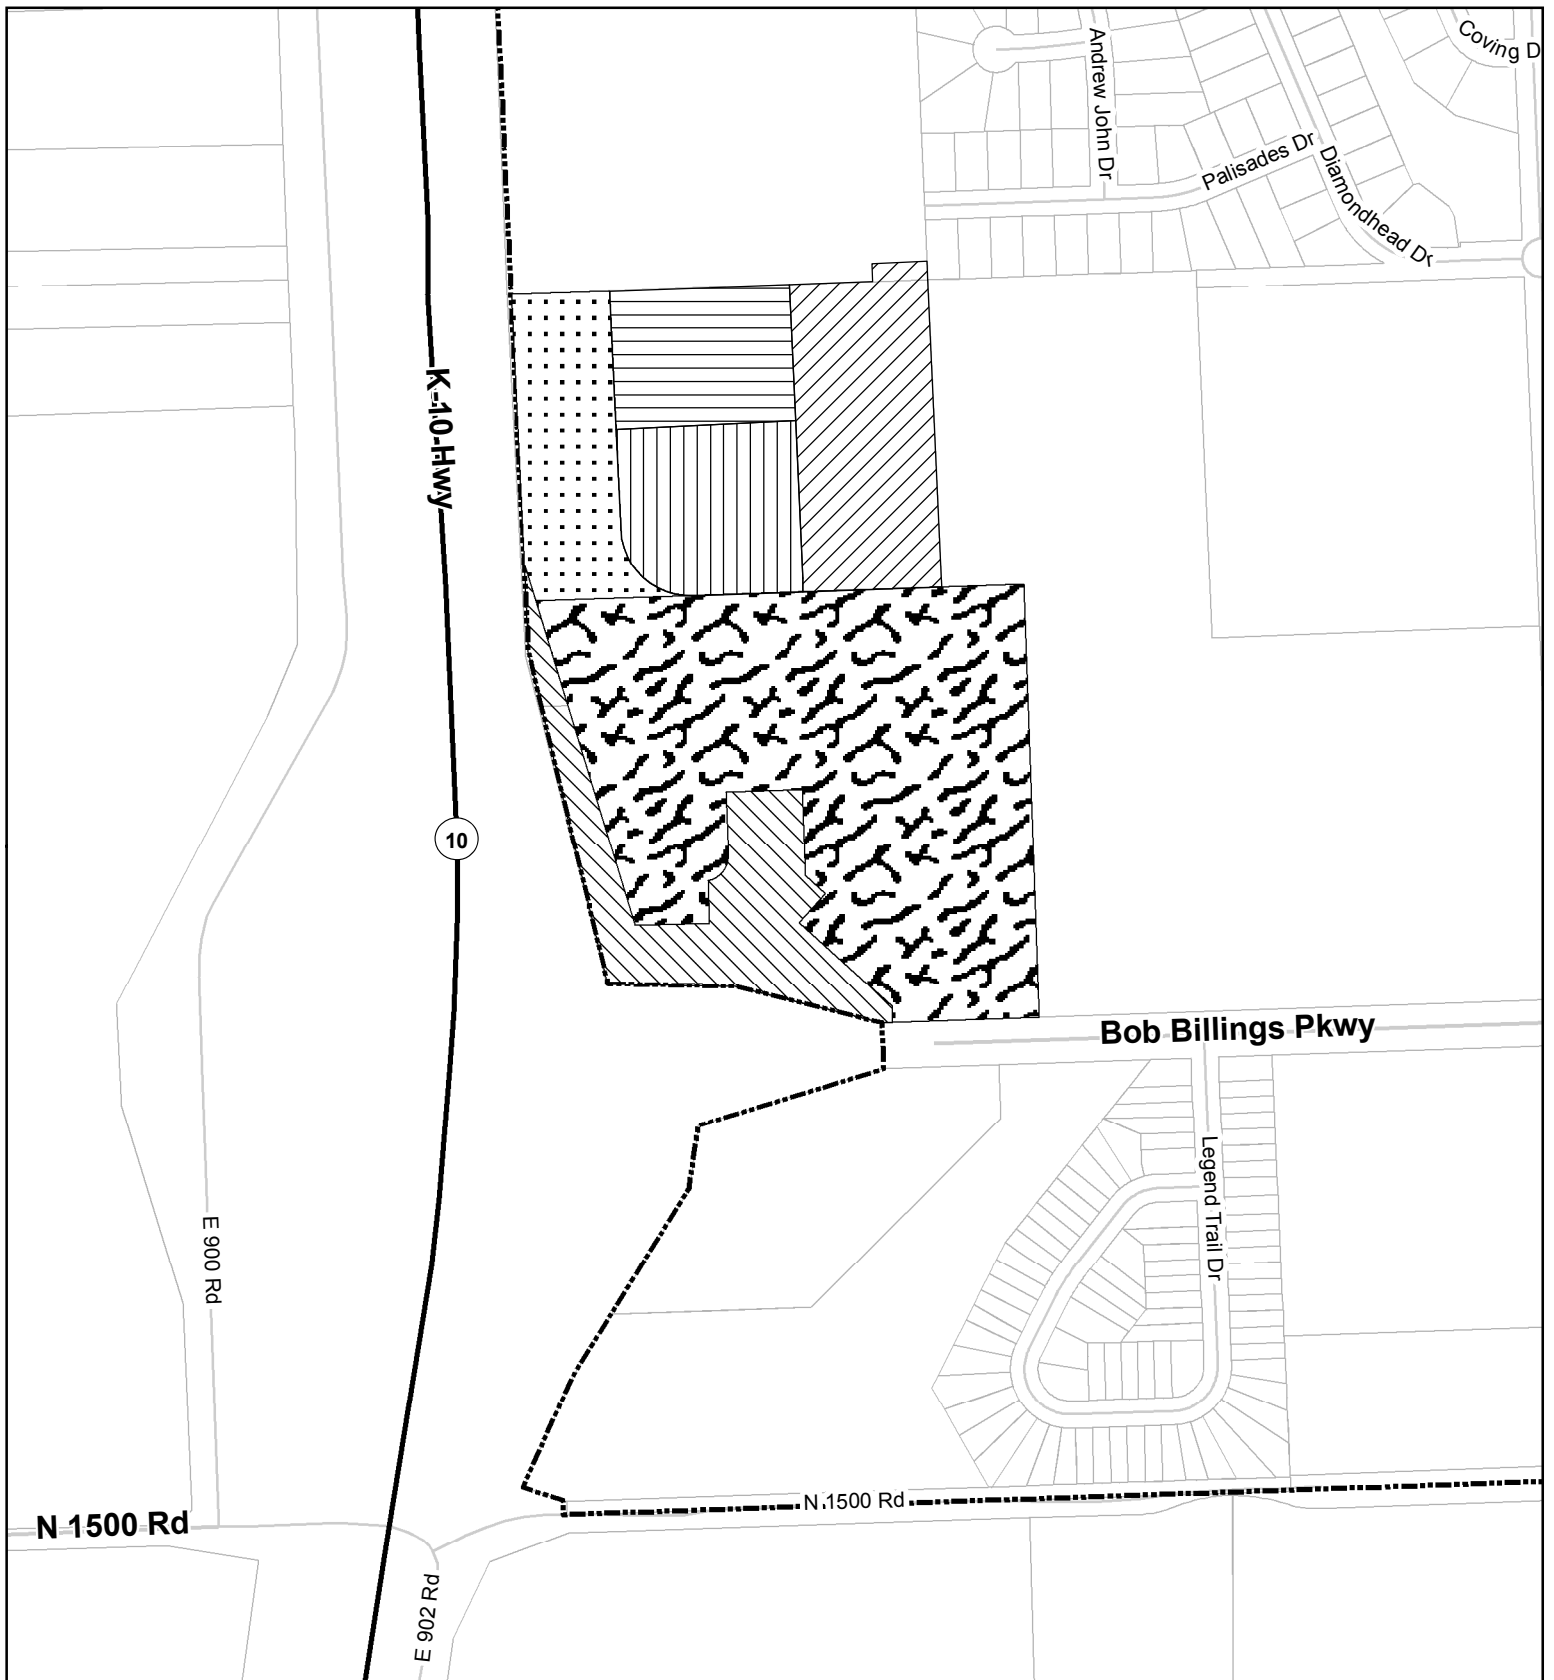 Coving D
Andrew John Dr
Palisades Dr
Diamondhead Dr
K-10-Hwy
10
Bob Billings Pkwy
Legend Trail Dr
E 900 Rd
N 1500 Rd
N 1500 Rd
E 902 Rd